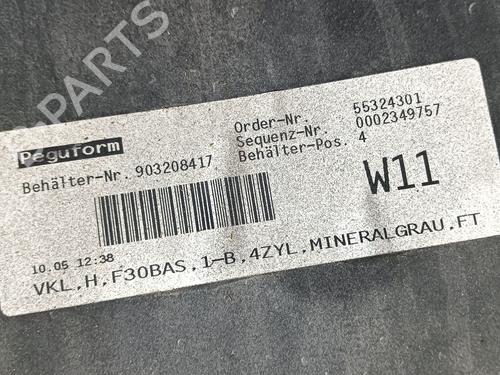 PARTS
Peguform
Order-Nr. 55324301
Sequenz-Nr. 0002349757
Behälter-Nr. 903208417
Behälter-Pos. 4
W11
10.05 12:38
VKL,H,F30BAS,1-B,4ZYL,MINERALGRAU,FT